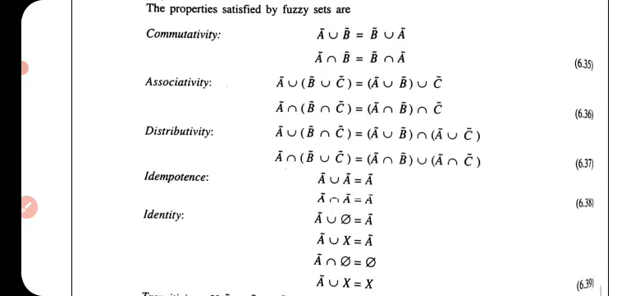 The properties satisfied by fuzzy sets are
Commutativity: Ã ∪ B̃ = B̃ ∪ Ã
Ã ∩ B̃ = B̃ ∩ Ã (6.35)
Associativity: Ã ∪ (B̃ ∪ C̃) = (Ã ∪ B̃) ∪ C̃
Ã ∩ (B̃ ∩ C̃) = (Ã ∩ B̃) ∩ C̃ (6.36)
Distributivity: Ã ∪ (B̃ ∩ C̃) = (Ã ∪ B̃) ∩ (Ã ∪ C̃)
Ã ∩ (B̃ ∪ C̃) = (Ã ∩ B̃) ∪ (Ã ∩ C̃) (6.37)
Idempotence: Ã ∪ Ã = Ã
Ã ∩ Ã = Ã (6.38)
Identity: Ã ∪ Ø = Ã
Ã ∪ X = Ã
Ã ∩ Ø = Ø
Ã ∪ X = X (6.39)